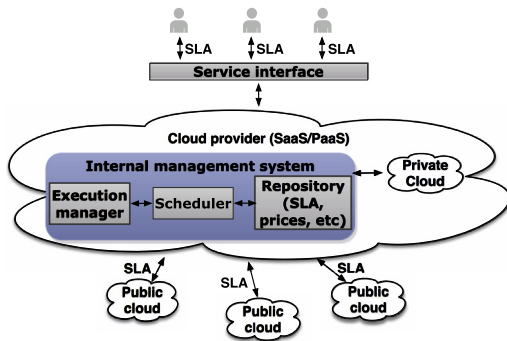 SLA SLA SLA
Service interface
Cloud provider (SaaS/PaaS)
Internal management system
Execution
manager
Scheduler
Repository
(SLA,
prices, etc)
Private
Cloud
SLA
SLA
SLA
Public
cloud
Public
cloud
Public
cloud